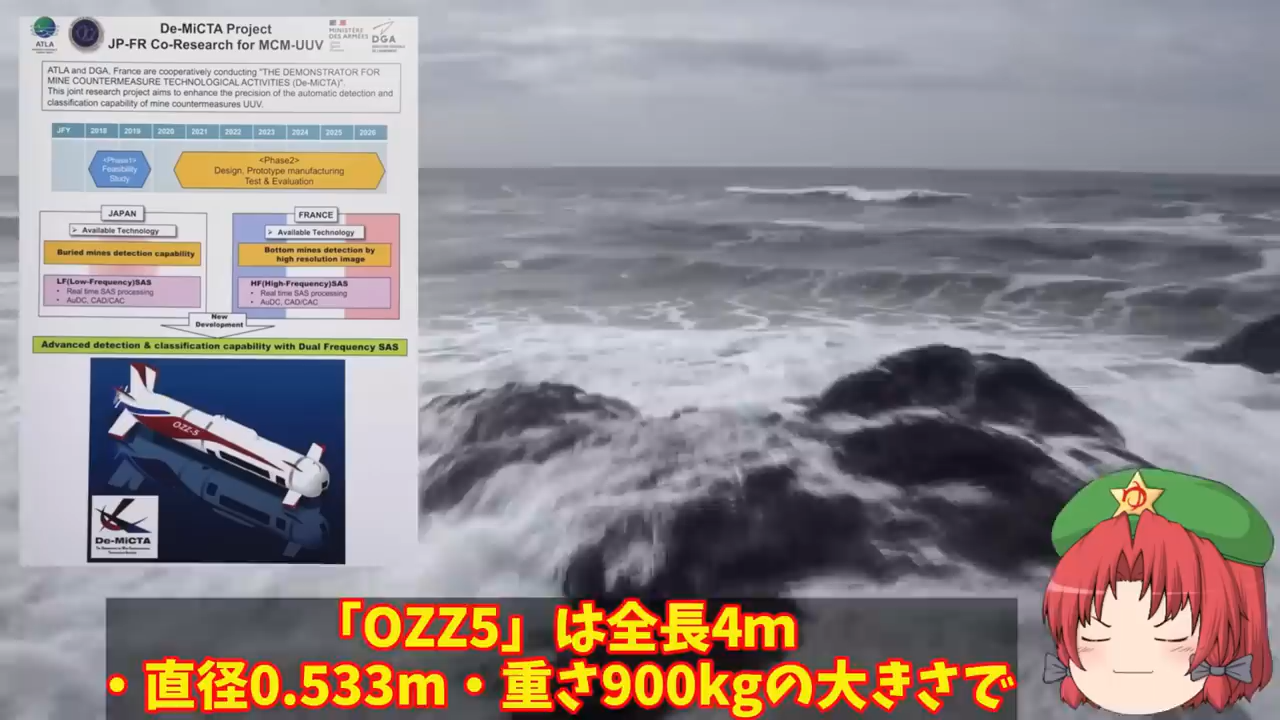 De-MiCTA Project
JP-FR Co-Research for MCM-UUV
ATLA
MINISTÈRE
DES ARMÉES
DGA
ATLA and DGA, France are cooperatively conducting "THE DEMONSTRATOR FOR
MINE COUNTERMEASURE TECHNOLOGICAL ACTIVITIES (De-MiCTA)".
This joint research project aims to enhance the precision of the automatic detection and
classification capability of mine countermeasures UUV.
JFY 2018 2019 2020 2021 2022 2023 2024 2025 2026
<Phase1>
Feasibility
Study
<Phase2>
Design, Prototype manufacturing
Test & Evaluation
JAPAN
➢ Available Technology
Buried mines detection capability
LF(Low-Frequency)SAS
• Real time SAS processing
• AuDC, CAD/CAC
FRANCE
➢ Available Technology
Bottom mines detection by
high resolution image
HF(High-Frequency)SAS
• Real time SAS processing
• AuDC, CAD/CAC
New
Development
Advanced detection & classification capability with Dual Frequency SAS
OZZ-5
De-MiCTA
「OZZ5」は全長4m
・直径0.533m・重さ900kgの大きさで